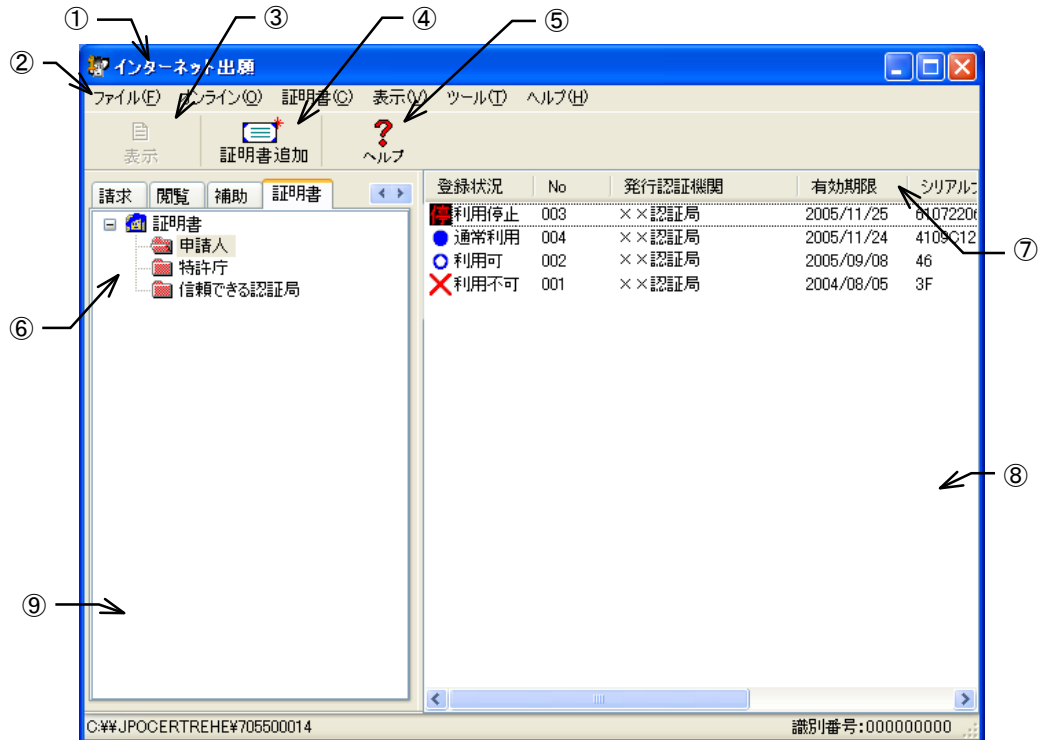 ① ③ ④ ⑤
② インターネット出願
ファイル(F) オンライン(O) 証明書(C) 表示(V) ツール(T) ヘルプ(H)
表示 証明書追加 ヘルプ
請求 閲覧 補助 証明書
登録状況 No 発行認証機関 有効期限 シリアル
証明書
申請人
特許庁
信頼できる認証局
停 利用停止 003 ××認証局 2005/11/25 6107220
通常利用 004 ××認証局 2005/11/24 4109C12
利用可 002 ××認証局 2005/09/08 46
利用不可 001 ××認証局 2004/08/05 3F
⑦
⑥
⑧
⑨
C:¥¥JPOCERTREHE¥705500014 識別番号:000000000